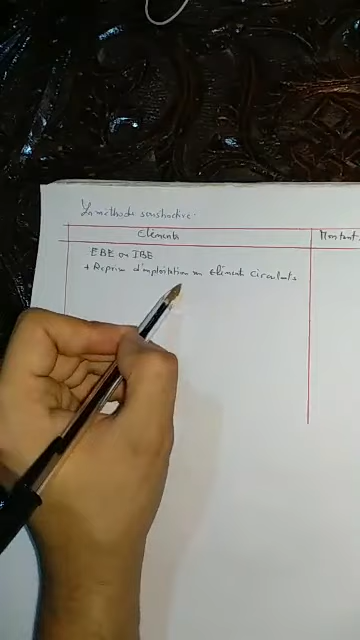 La méthode soustractive:
Eléments
Montant
EBE ou IBE
+ Reprise d'exploitation sur élément Circulants